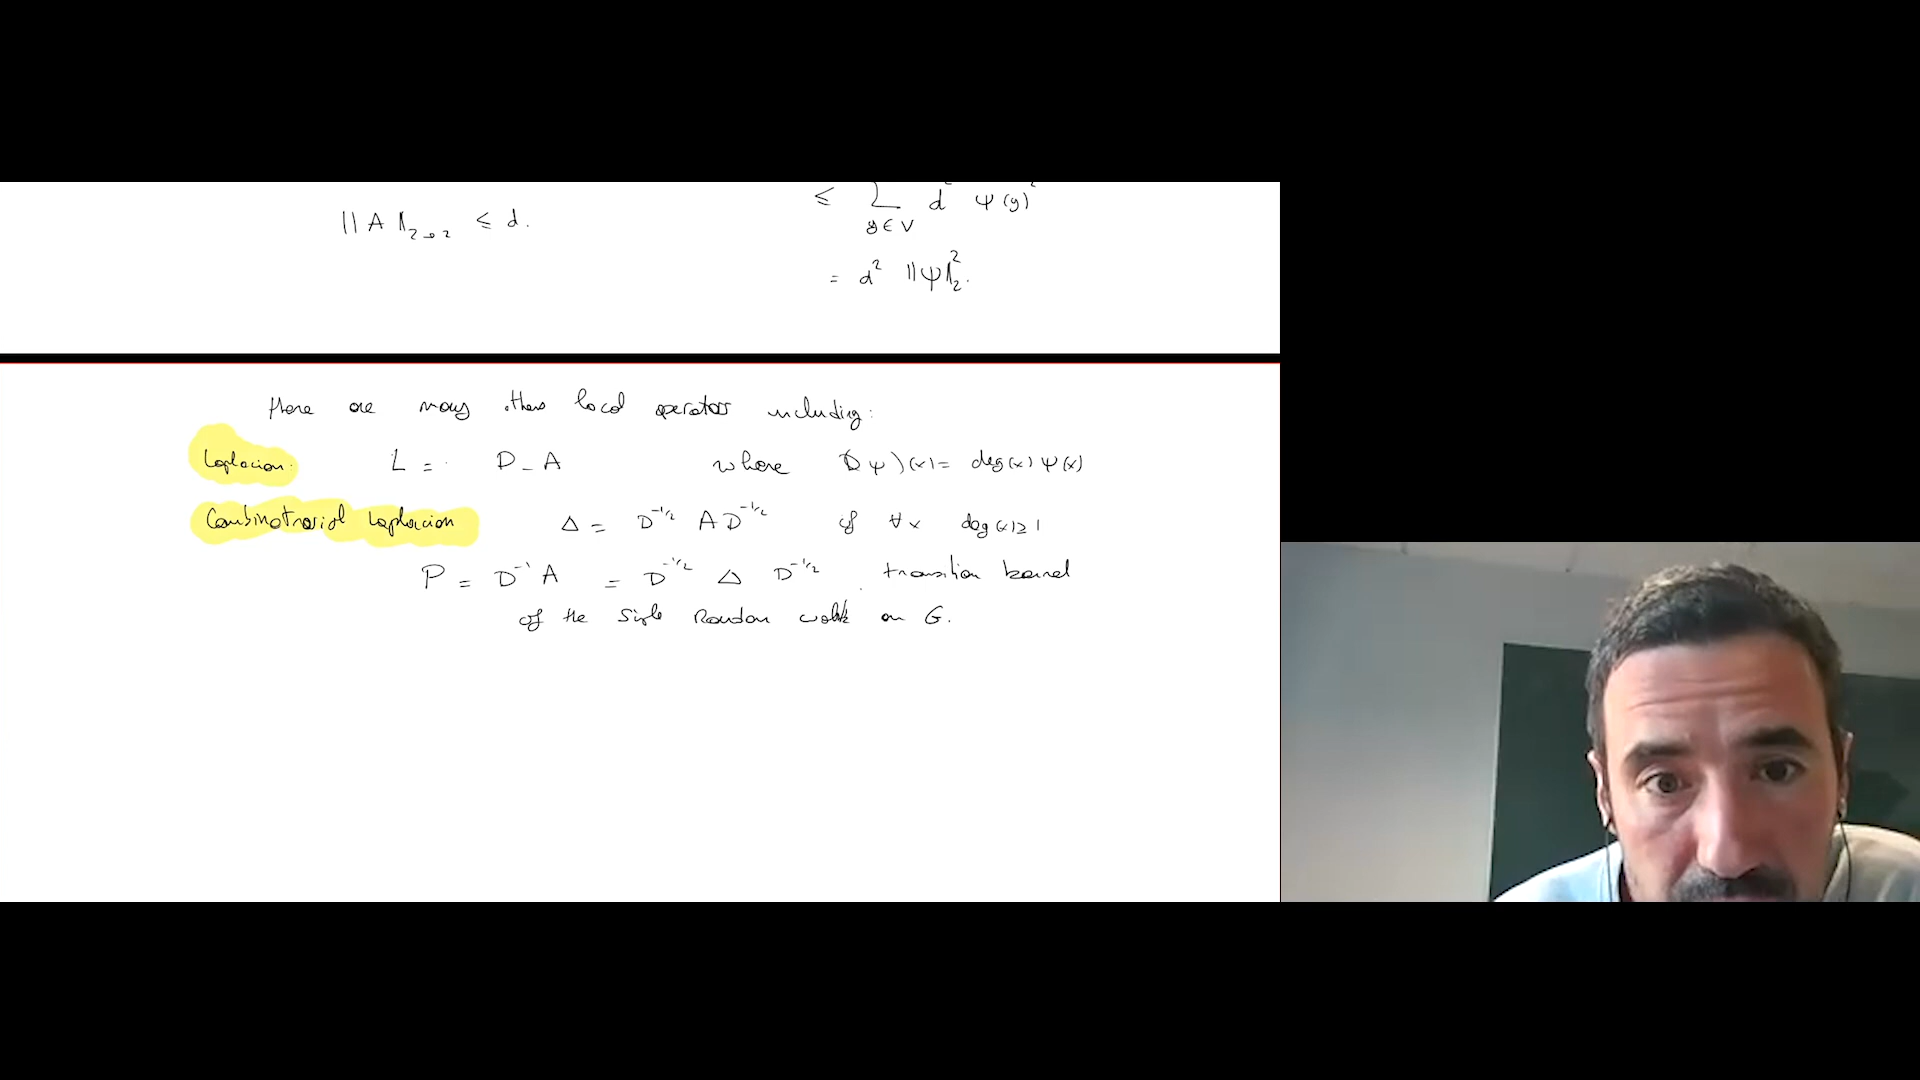 ≤ ∑ d² ψ(y)²
y∈V
||A||₂→₂ ≤ d.
= d² ||ψ||₂².
There are many others local operators including:
Laplacian. L = D - A where (Dψ)(x) = deg(x) ψ(x)
Combinatorial Laplacian Δ = D^{-1/2} A D^{-1/2} if ∀x deg(x) ≥ 1
P = D^{-1} A = D^{-1/2} Δ D^{-1/2}. transition kernel
of the Simple Random walk on G.